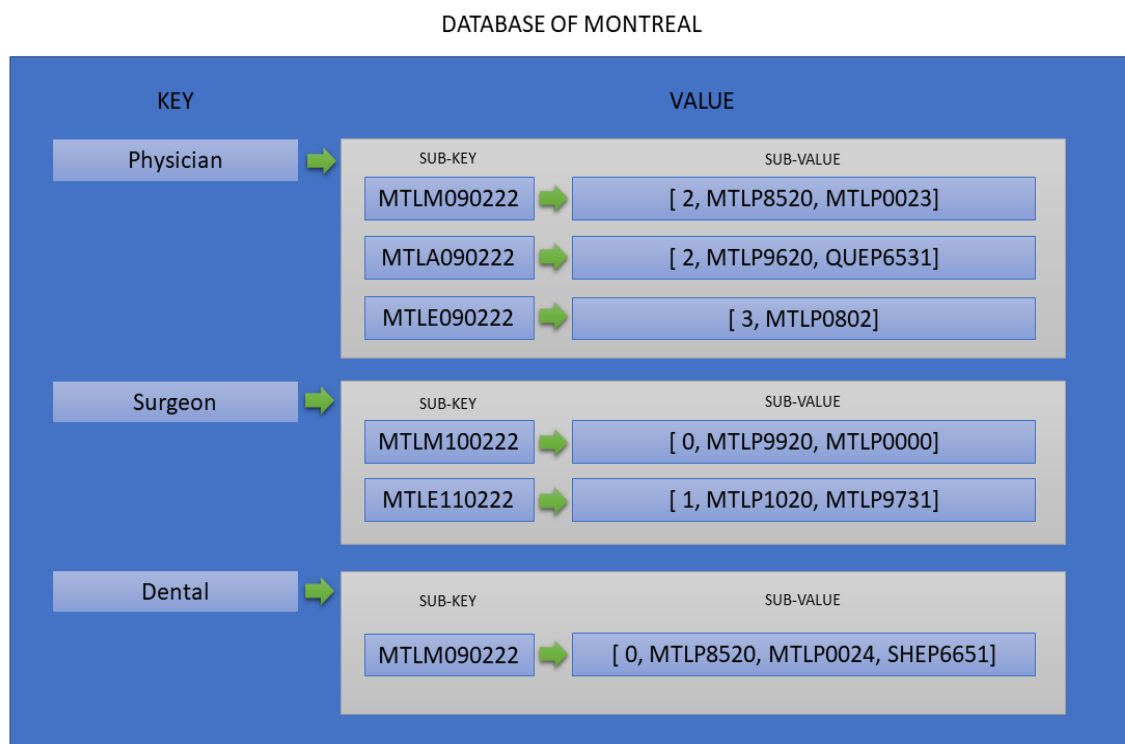 DATABASE OF MONTREAL
KEY VALUE
Physician
SUB-KEY SUB-VALUE
MTLM090222 [ 2, MTLP8520, MTLP0023]
MTLA090222 [ 2, MTLP9620, QUEP6531]
MTLE090222 [ 3, MTLP0802]
Surgeon
SUB-KEY SUB-VALUE
MTLM100222 [ 0, MTLP9920, MTLP0000]
MTLE110222 [ 1, MTLP1020, MTLP9731]
Dental
SUB-KEY SUB-VALUE
MTLM090222 [ 0, MTLP8520, MTLP0024, SHEP6651]